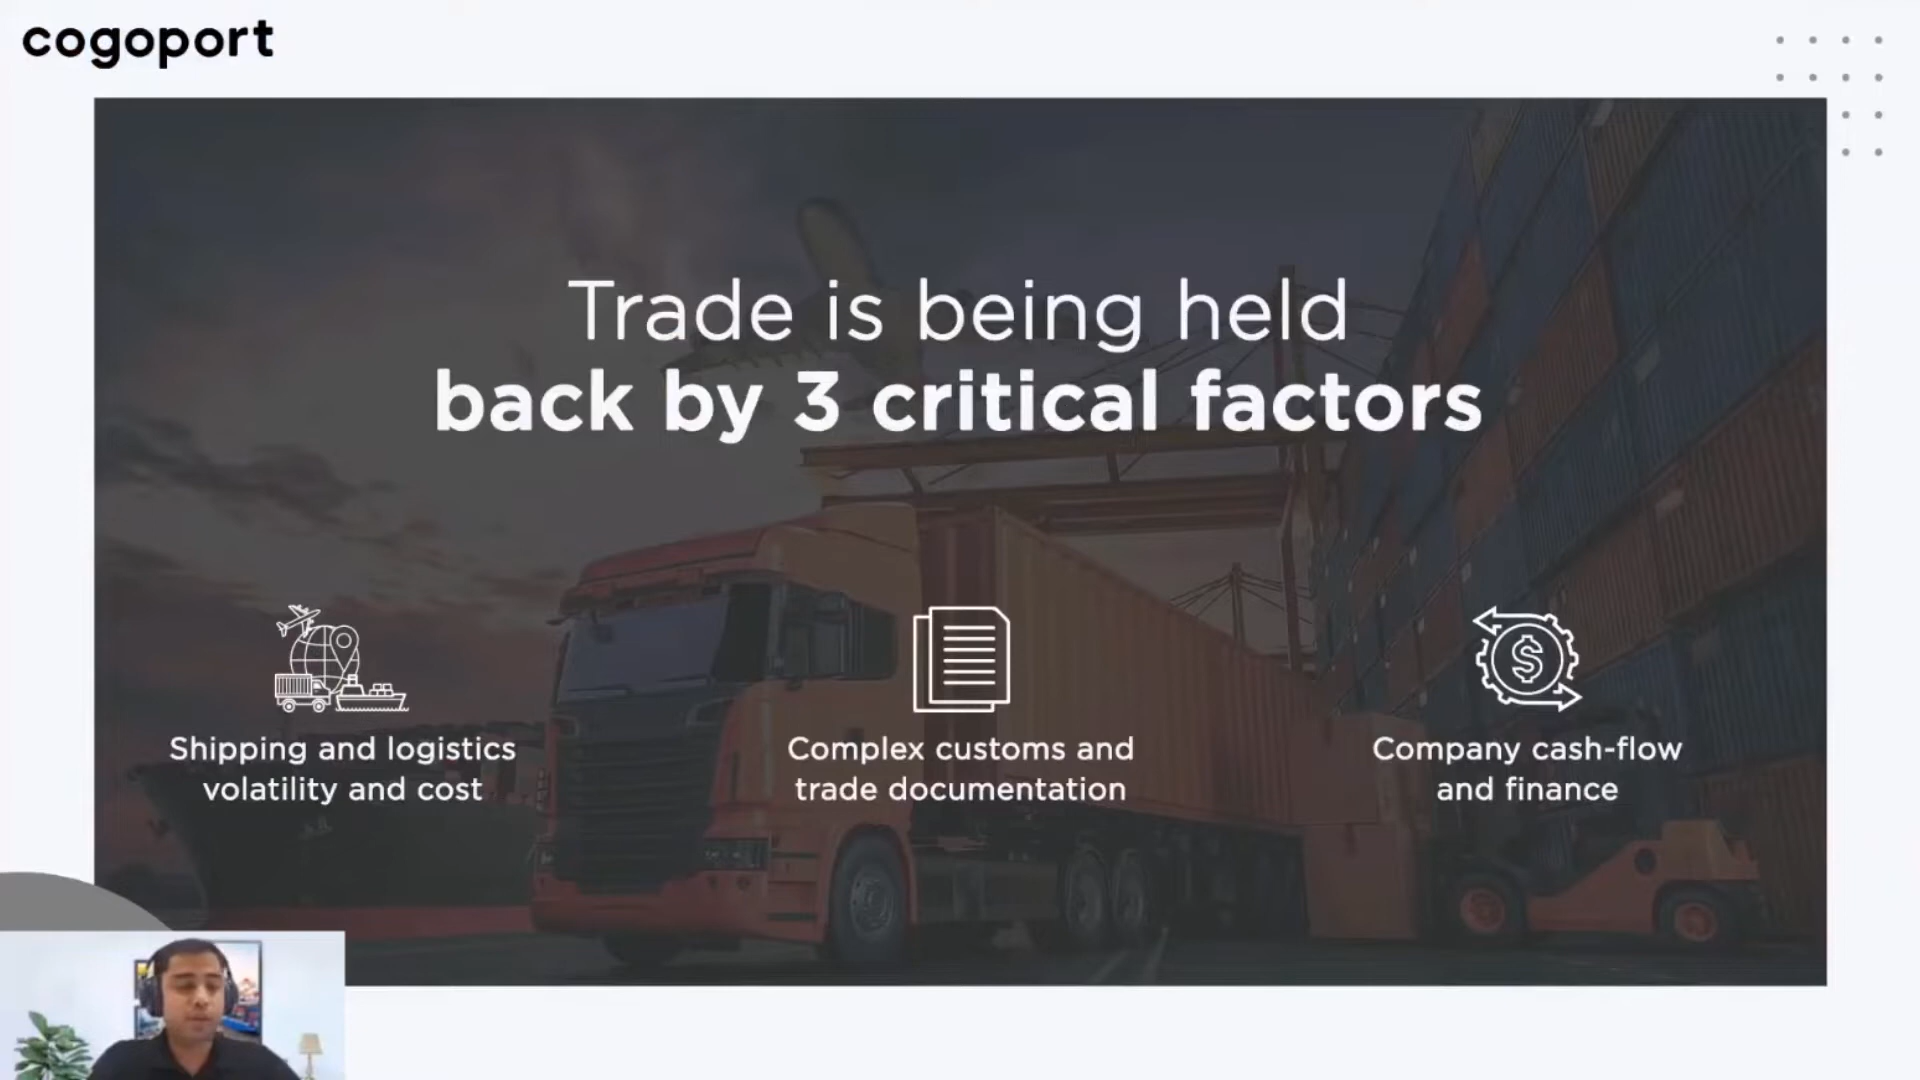 cogoport
Trade is being held
back by 3 critical factors
Shipping and logistics
volatility and cost
Complex customs and
trade documentation
Company cash-flow
and finance